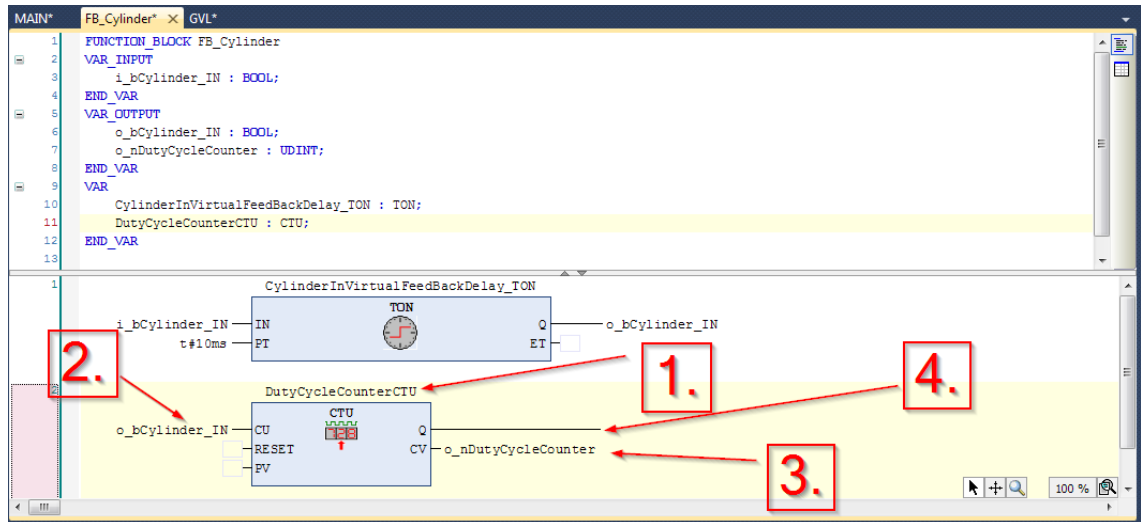 MAIN* FB_Cylinder* × GVL*
1 FUNCTION_BLOCK FB_Cylinder
2 VAR_INPUT
3 i_bCylinder_IN : BOOL;
4 END_VAR
5 VAR_OUTPUT
6 o_bCylinder_IN : BOOL;
7 o_nDutyCycleCounter : UDINT;
8 END_VAR
9 VAR
10 CylinderInVirtualFeedBackDelay_TON : TON;
11 DutyCycleCounterCTU : CTU;
12 END_VAR
13
1 CylinderInVirtualFeedBackDelay_TON
TON
i_bCylinder_IN IN Q o_bCylinder_IN
t#10ms PT ET
2. 1. 4.
2 DutyCycleCounterCTU
CTU
o_bCylinder_IN CU Q
RESET CV o_nDutyCycleCounter
PV
3.
100 %